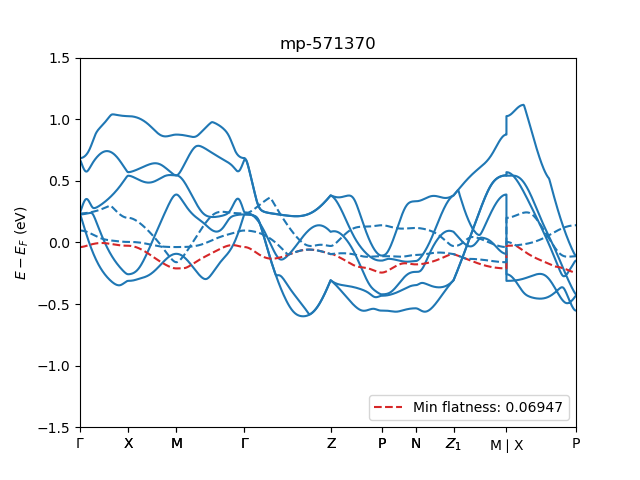 mp-571370
1.5
1.0
0.5
0.0
−0.5
−1.0
−1.5
E − E_F (eV)
Min flatness: 0.06947
Γ X M Γ Z P N Z₁ M | X P